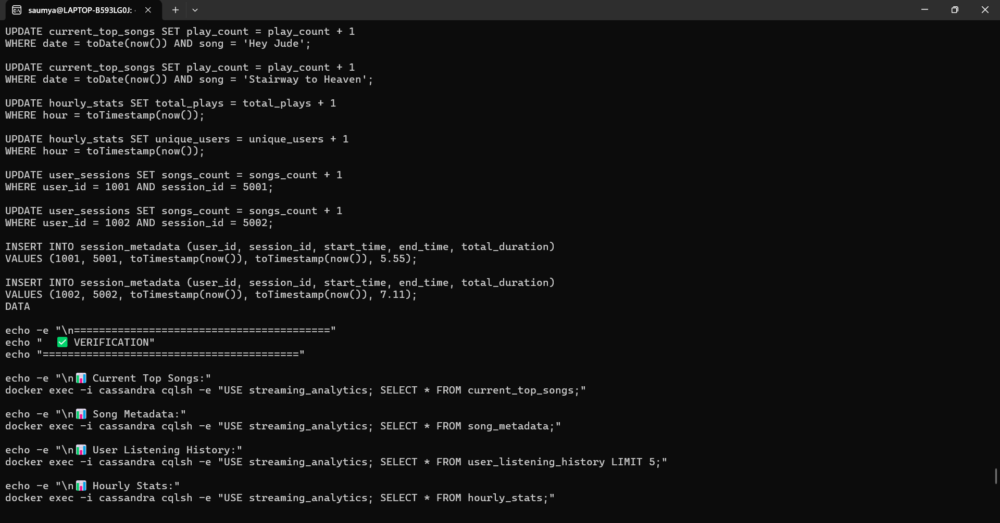 saumya@LAPTOP-B593LG0J: ·
UPDATE current_top_songs SET play_count = play_count + 1
WHERE date = toDate(now()) AND song = 'Hey Jude';
UPDATE current_top_songs SET play_count = play_count + 1
WHERE date = toDate(now()) AND song = 'Stairway to Heaven';
UPDATE hourly_stats SET total_plays = total_plays + 1
WHERE hour = toTimestamp(now());
UPDATE hourly_stats SET unique_users = unique_users + 1
WHERE hour = toTimestamp(now());
UPDATE user_sessions SET songs_count = songs_count + 1
WHERE user_id = 1001 AND session_id = 5001;
UPDATE user_sessions SET songs_count = songs_count + 1
WHERE user_id = 1002 AND session_id = 5002;
INSERT INTO session_metadata (user_id, session_id, start_time, end_time, total_duration)
VALUES (1001, 5001, toTimestamp(now()), toTimestamp(now()), 5.55);
INSERT INTO session_metadata (user_id, session_id, start_time, end_time, total_duration)
VALUES (1002, 5002, toTimestamp(now()), toTimestamp(now()), 7.11);
DATA
echo -e "\n========================================="
echo "  ✅ VERIFICATION"
echo "========================================="
echo -e "\n📊 Current Top Songs:"
docker exec -i cassandra cqlsh -e "USE streaming_analytics; SELECT * FROM current_top_songs;"
echo -e "\n📊 Song Metadata:"
docker exec -i cassandra cqlsh -e "USE streaming_analytics; SELECT * FROM song_metadata;"
echo -e "\n📊 User Listening History:"
docker exec -i cassandra cqlsh -e "USE streaming_analytics; SELECT * FROM user_listening_history LIMIT 5;"
echo -e "\n📊 Hourly Stats:"
docker exec -i cassandra cqlsh -e "USE streaming_analytics; SELECT * FROM hourly_stats;"